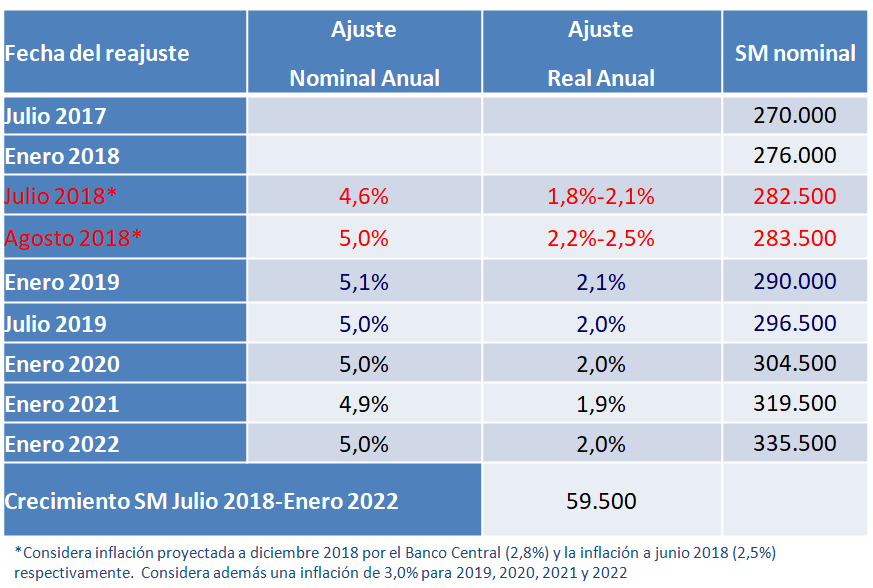 Fecha del reajuste Ajuste Nominal Anual Ajuste Real Anual SM nominal
Julio 2017 270.000
Enero 2018 276.000
Julio 2018* 4,6% 1,8%-2,1% 282.500
Agosto 2018* 5,0% 2,2%-2,5% 283.500
Enero 2019 5,1% 2,1% 290.000
Julio 2019 5,0% 2,0% 296.500
Enero 2020 5,0% 2,0% 304.500
Enero 2021 4,9% 1,9% 319.500
Enero 2022 5,0% 2,0% 335.500
Crecimiento SM Julio 2018-Enero 2022 59.500
*Considera inflación proyectada a diciembre 2018 por el Banco Central (2,8%) y la inflación a junio 2018 (2,5%)
respectivamente. Considera además una inflación de 3,0% para 2019, 2020, 2021 y 2022